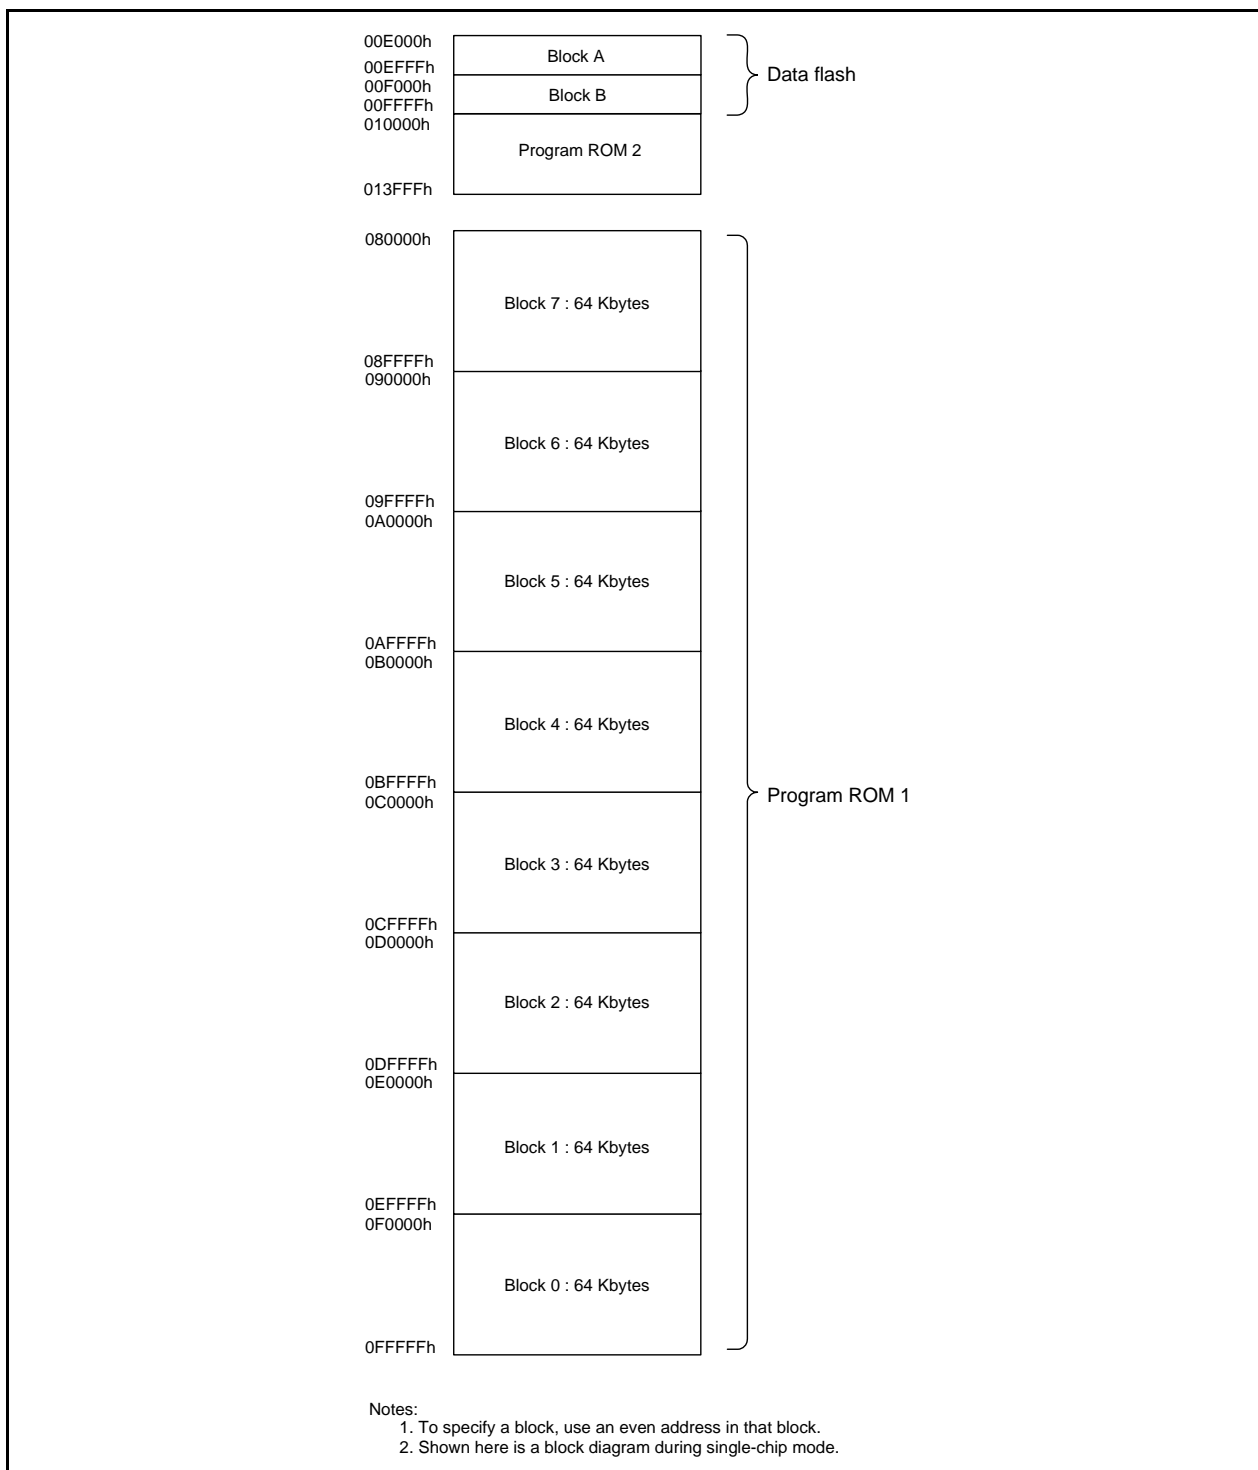 00E000h
Block A
00EFFFh
Data flash
00F000h
Block B
00FFFFh
010000h
Program ROM 2
013FFFh
080000h
Block 7 : 64 Kbytes
08FFFFh
090000h
Block 6 : 64 Kbytes
09FFFFh
0A0000h
Block 5 : 64 Kbytes
0AFFFFh
0B0000h
Block 4 : 64 Kbytes
0BFFFFh
0C0000h
Program ROM 1
Block 3 : 64 Kbytes
0CFFFFh
0D0000h
Block 2 : 64 Kbytes
0DFFFFh
0E0000h
Block 1 : 64 Kbytes
0EFFFFh
0F0000h
Block 0 : 64 Kbytes
0FFFFFh
Notes:
1. To specify a block, use an even address in that block.
2. Shown here is a block diagram during single-chip mode.